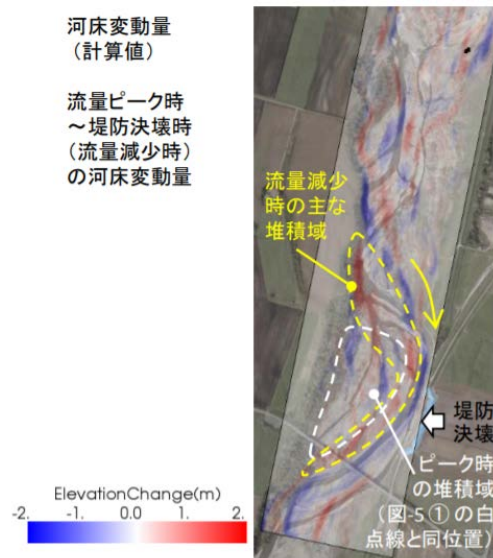 河床変動量
(計算値)
流量ピーク時
～堤防決壊時
(流量減少時)
の河床変動量
流量減少
時の主な
堆積域
堤防
決壊
ピーク時
の堆積域
(図-5①の白
点線と同位置)
ElevationChange(m)
-2. -1.0 0.0 1.0 2.